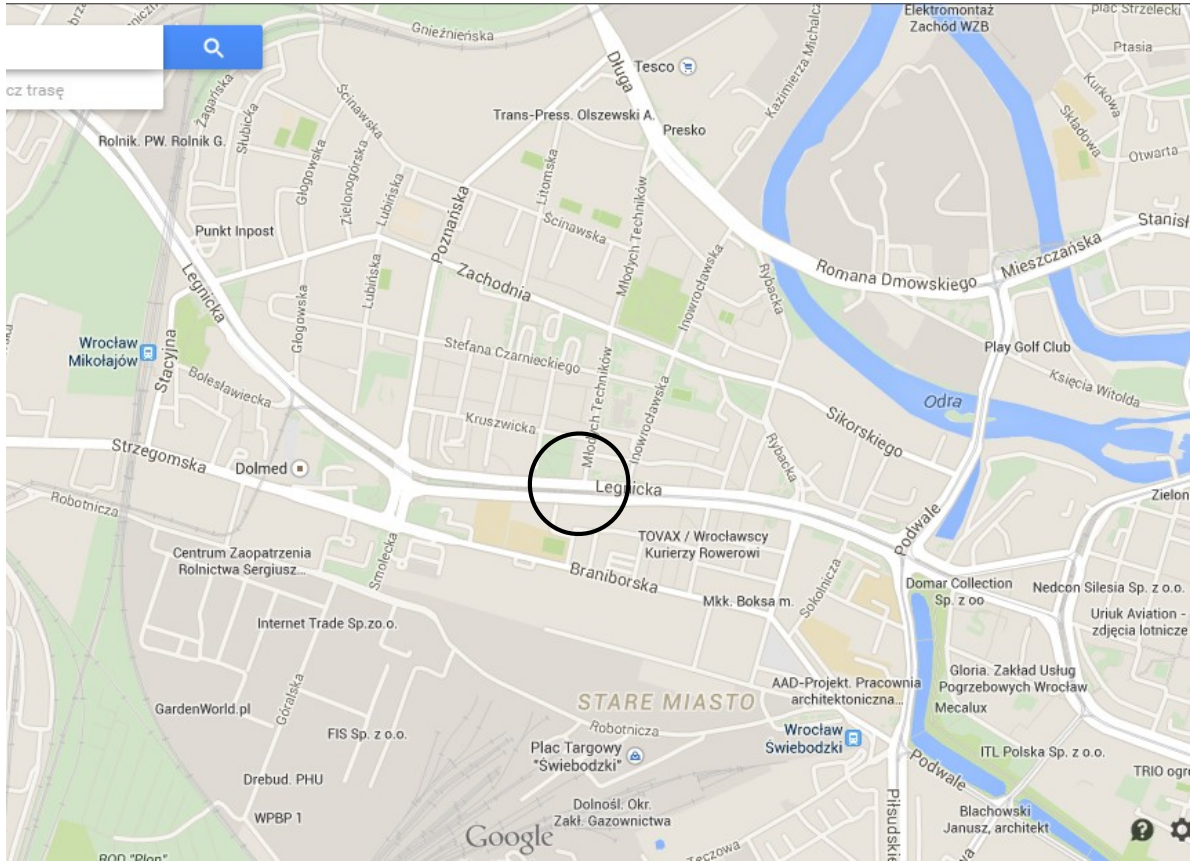 Gnieźnieńska
Elektromontaż
Zachód WZB
plac Strzelecki
Ptasia
Długa
Tesco
Kazimierza Michalcz
Kurkowa
cz trasę
Żagańska
Słubicka
Ścinawska
Trans-Press. Olszewski A.
Presko
Składowa
Rolnik. PW. Rolnik G.
Głogowska
Zielonogórska
Lubińska
Litomska
Otwarta
Poznańska
Ścinawska
Młodych Techników
Stanisł
Punkt Inpost
Mieszczańska
Legnicka
Lubińska
Zachodnia
Inowrocławska
Rybacka
Romana Dmowskiego
Głogowska
Wrocław
Mikołajów
Stacyjna
Stefana Czarnieckiego
Play Golf Club
Bolesławiecka
Młodych Techników
Inowrocławska
Księcia Witolda
Odra
Kruszwicka
Sikorskiego
Strzegomska
Dolmed
Rybacka
Robotnicza
Legnicka
Zielon
TOVAX / Wrocławscy
Kurierzy Rowerowi
Podwale
Centrum Zaopatrzenia
Rolnictwa Sergiusz...
Smolecka
Braniborska
Sokolnicza
Domar Collection
Sp. z oo
Nedcon Silesia Sp. z o.o.
Mkk. Boksa m.
Internet Trade Sp.zo.o.
Uriuk Aviation -
zdjęcia lotnicze
Góralska
STARE MIASTO
AAD-Projekt. Pracownia
architektoniczna...
Gloria. Zakład Usług
Pogrzebowych Wrocław
GardenWorld.pl
Mecalux
FIS Sp. z o.o.
Robotnicza
Wrocław
Świebodzki
Plac Targowy
"Świebodzki"
ITL Polska Sp. z o.o.
Podwale
TRIO ogro
Drebud. PHU
Dolnośl. Okr.
Zakł. Gazownictwa
Piłsudskie
Blachowski
Janusz, architekt
WPBP 1
Google
Tęczowa
ROD "Plon"